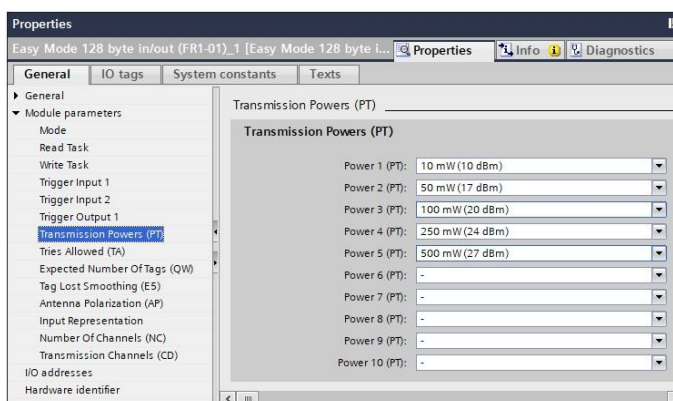 Properties
Easy Mode 128 byte in/out (FR1-01)_1 [Easy Mode 128 byte i...
Properties
Info
Diagnostics
General
IO tags
System constants
Texts
General
Module parameters
Mode
Read Task
Write Task
Trigger Input 1
Trigger Input 2
Trigger Output 1
Transmission Powers (PT)
Tries Allowed (TA)
Expected Number Of Tags (QW)
Tag Lost Smoothing (E5)
Antenna Polarization (AP)
Input Representation
Number Of Channels (NC)
Transmission Channels (CD)
I/O addresses
Hardware identifier
Transmission Powers (PT)
Transmission Powers (PT)
Power 1 (PT): 10 mW (10 dBm)
Power 2 (PT): 50 mW (17 dBm)
Power 3 (PT): 100 mW (20 dBm)
Power 4 (PT): 250 mW (24 dBm)
Power 5 (PT): 500 mW (27 dBm)
Power 6 (PT): -
Power 7 (PT): -
Power 8 (PT): -
Power 9 (PT): -
Power 10 (PT): -